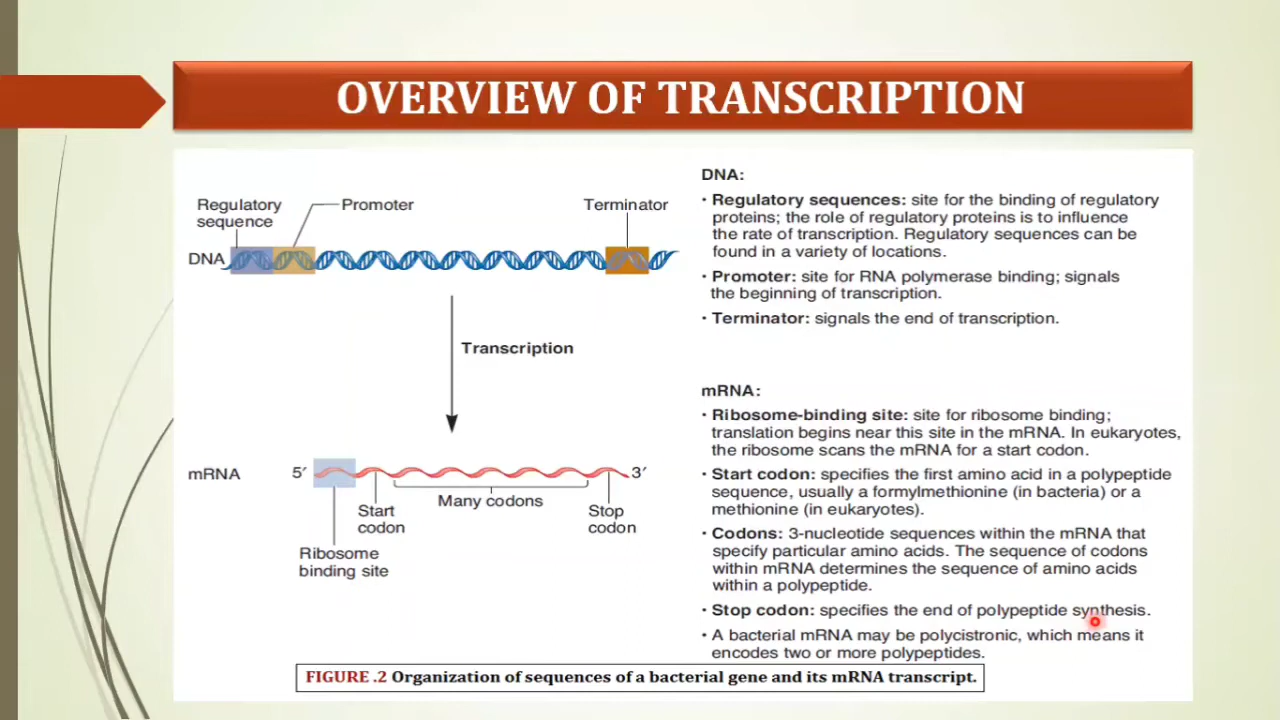 OVERVIEW OF TRANSCRIPTION
Regulatory
sequence
Promoter
Terminator
DNA
Transcription
mRNA
5′
3′
Start
codon
Many codons
Stop
codon
Ribosome
binding site
DNA:
• Regulatory sequences: site for the binding of regulatory
proteins; the role of regulatory proteins is to influence
the rate of transcription. Regulatory sequences can be
found in a variety of locations.
• Promoter: site for RNA polymerase binding; signals
the beginning of transcription.
• Terminator: signals the end of transcription.
mRNA:
• Ribosome-binding site: site for ribosome binding;
translation begins near this site in the mRNA. In eukaryotes,
the ribosome scans the mRNA for a start codon.
• Start codon: specifies the first amino acid in a polypeptide
sequence, usually a formylmethionine (in bacteria) or a
methionine (in eukaryotes).
• Codons: 3-nucleotide sequences within the mRNA that
specify particular amino acids. The sequence of codons
within mRNA determines the sequence of amino acids
within a polypeptide.
• Stop codon: specifies the end of polypeptide synthesis.
• A bacterial mRNA may be polycistronic, which means it
encodes two or more polypeptides.
FIGURE .2 Organization of sequences of a bacterial gene and its mRNA transcript.